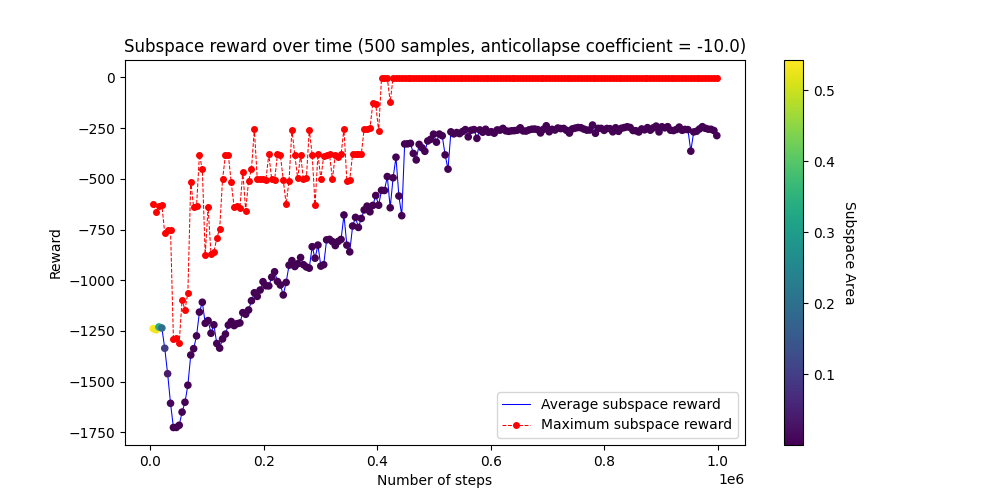 Subspace reward over time (500 samples, anticollapse coefficient = -10.0)
0
−250
−500
−750
−1000
−1250
−1500
−1750
Reward
0.0
0.2
0.4
0.6
0.8
1.0
1e6
Number of steps
Average subspace reward
Maximum subspace reward
0.5
0.4
0.3
0.2
0.1
Subspace Area